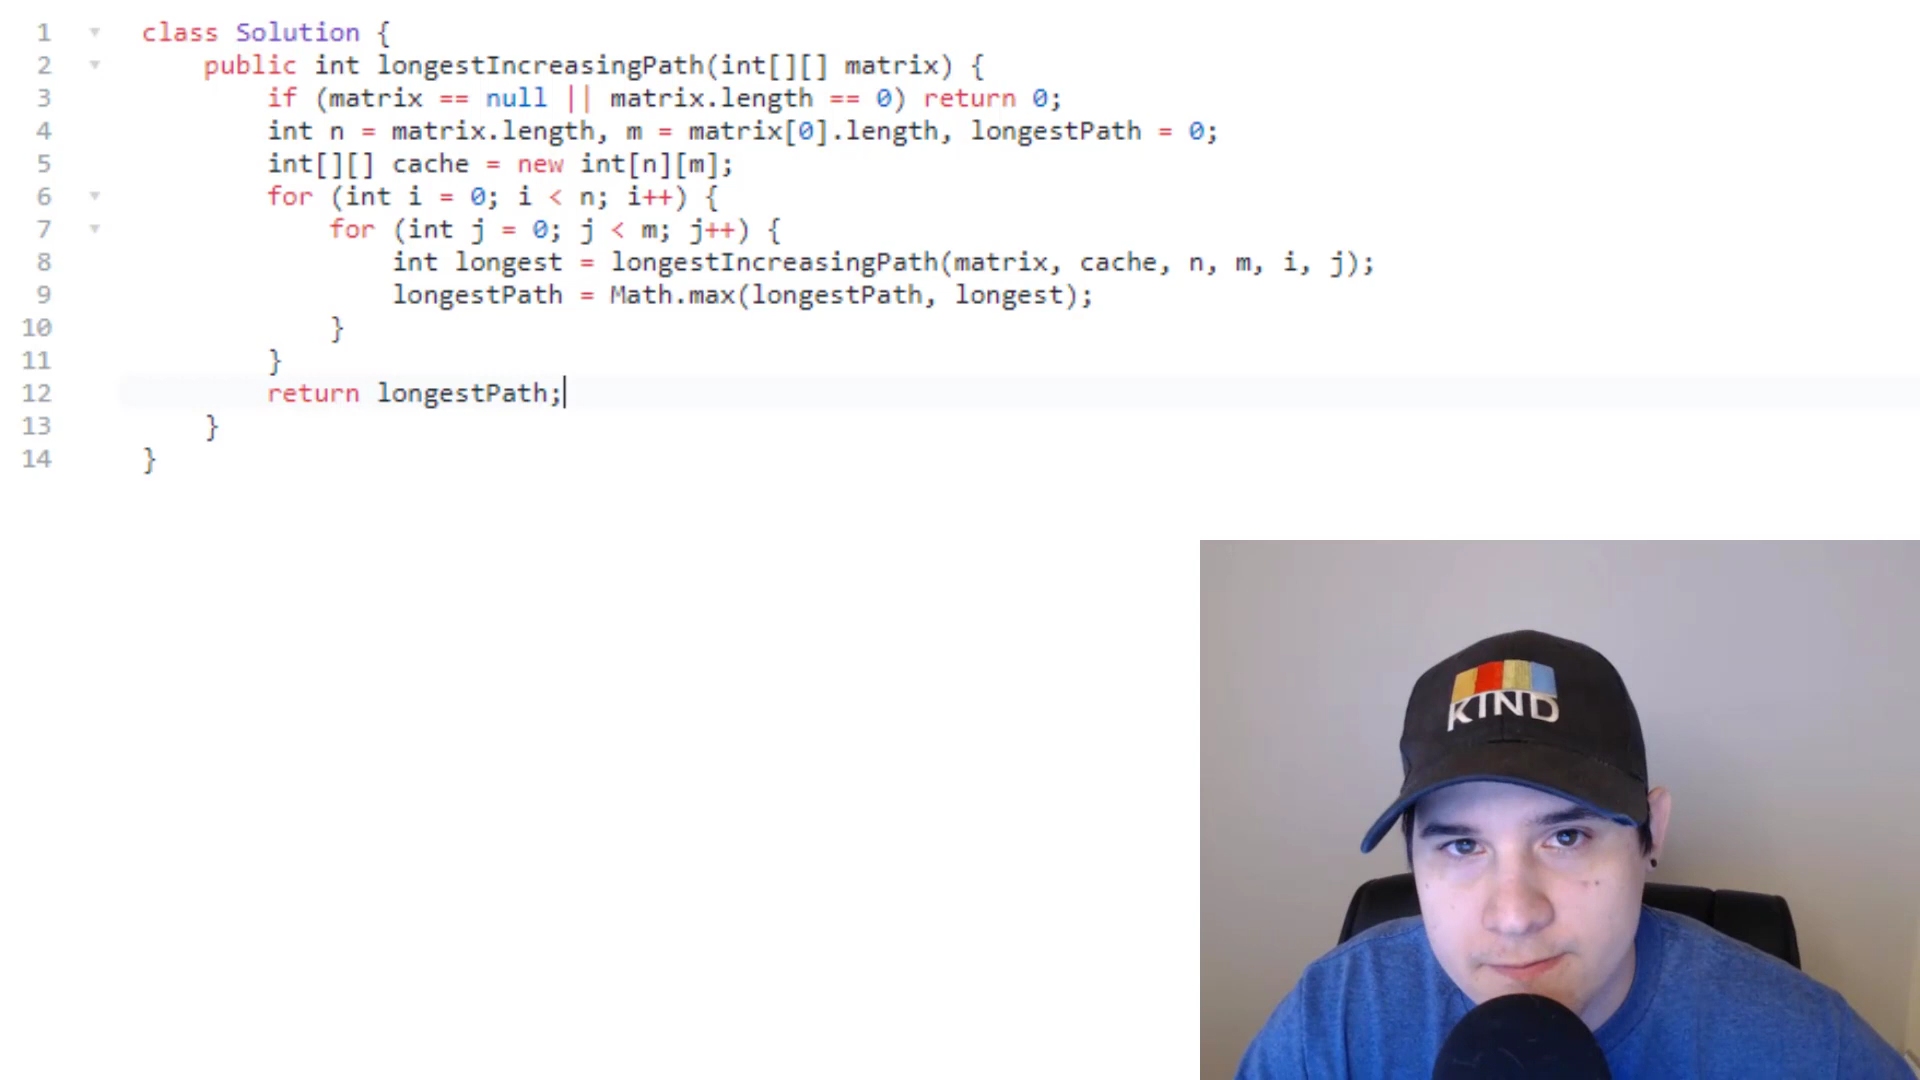 1 class Solution {
2 public int longestIncreasingPath(int[][] matrix) {
3 if (matrix == null || matrix.length == 0) return 0;
4 int n = matrix.length, m = matrix[0].length, longestPath = 0;
5 int[][] cache = new int[n][m];
6 for (int i = 0; i < n; i++) {
7 for (int j = 0; j < m; j++) {
8 int longest = longestIncreasingPath(matrix, cache, n, m, i, j);
9 longestPath = Math.max(longestPath, longest);
10 }
11 }
12 return longestPath;
13 }
14 }
KIND